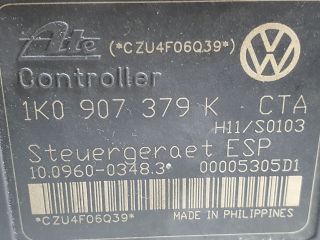 Ate (*CZU4F06Q39*)
Controller
1K0 907 379 K CTA
H11/S0103
Steuergeraet ESP
10.0960-0348.3* 00005305D1
*CZU4F06Q39* MADE IN PHILIPPINES